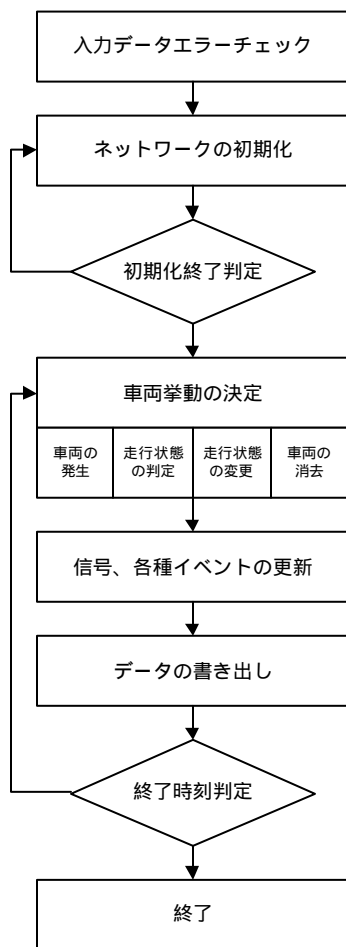 入力データエラーチェック
ネットワークの初期化
初期化終了判定
車両挙動の決定
車両の
発生
走行状態
の判定
走行状態
の変更
車両の
消去
信号、各種イベントの更新
データの書き出し
終了時刻判定
終了